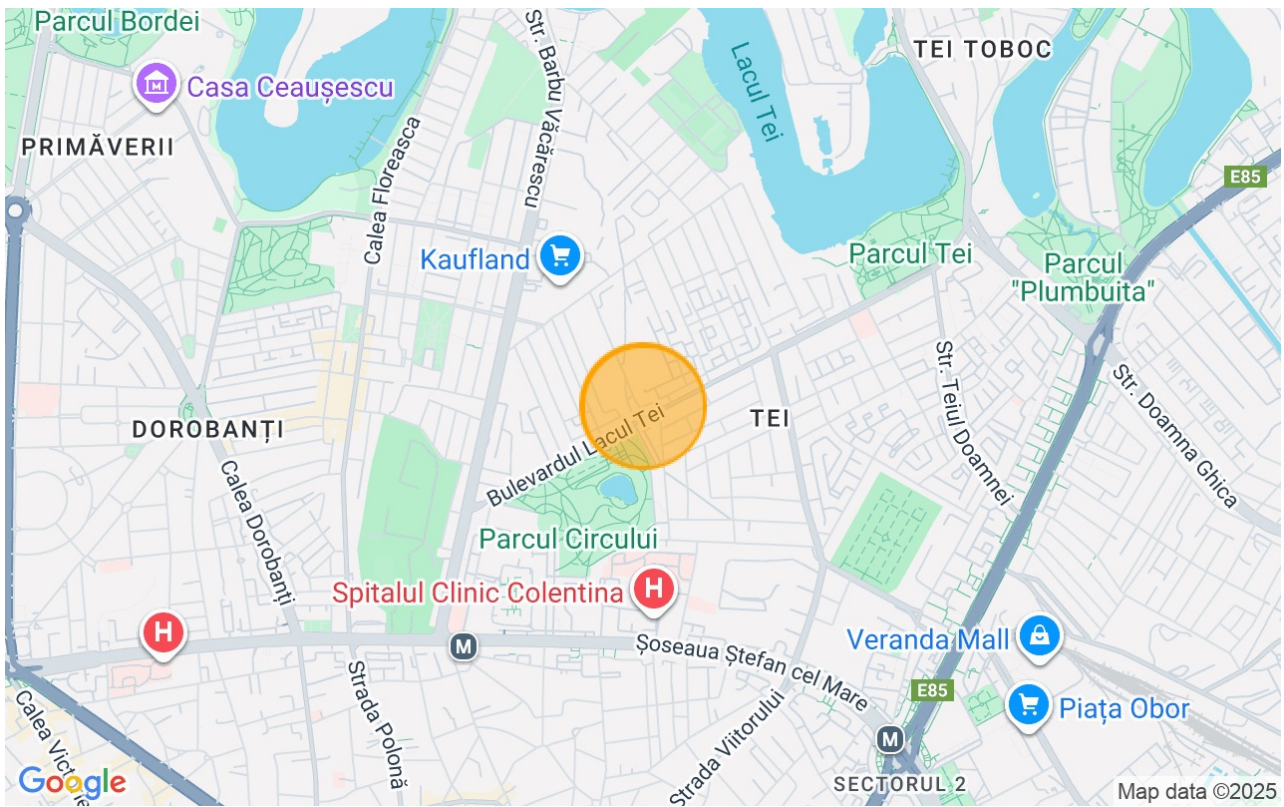 Parcul Bordei
Casa Ceaușescu
PRIMĂVERII
Calea Floreasca
Str. Barbu Văcărescu
Lacul Tei
TEI TOBOC
E85
Kaufland
Parcul Tei
Parcul
"Plumbuita"
Str. Teiul Doamnei
Str. Doamna Ghica
DOROBANȚI
Calea Dorobanți
Bulevardul Lacul Tei
TEI
Parcul Circului
Spitalul Clinic Colentina
H
H
M
Șoseaua Ștefan cel Mare
Veranda Mall
E85
Piața Obor
M
Strada Polonă
Strada Viitorului
SECTORUL 2
Google
Map data ©2025